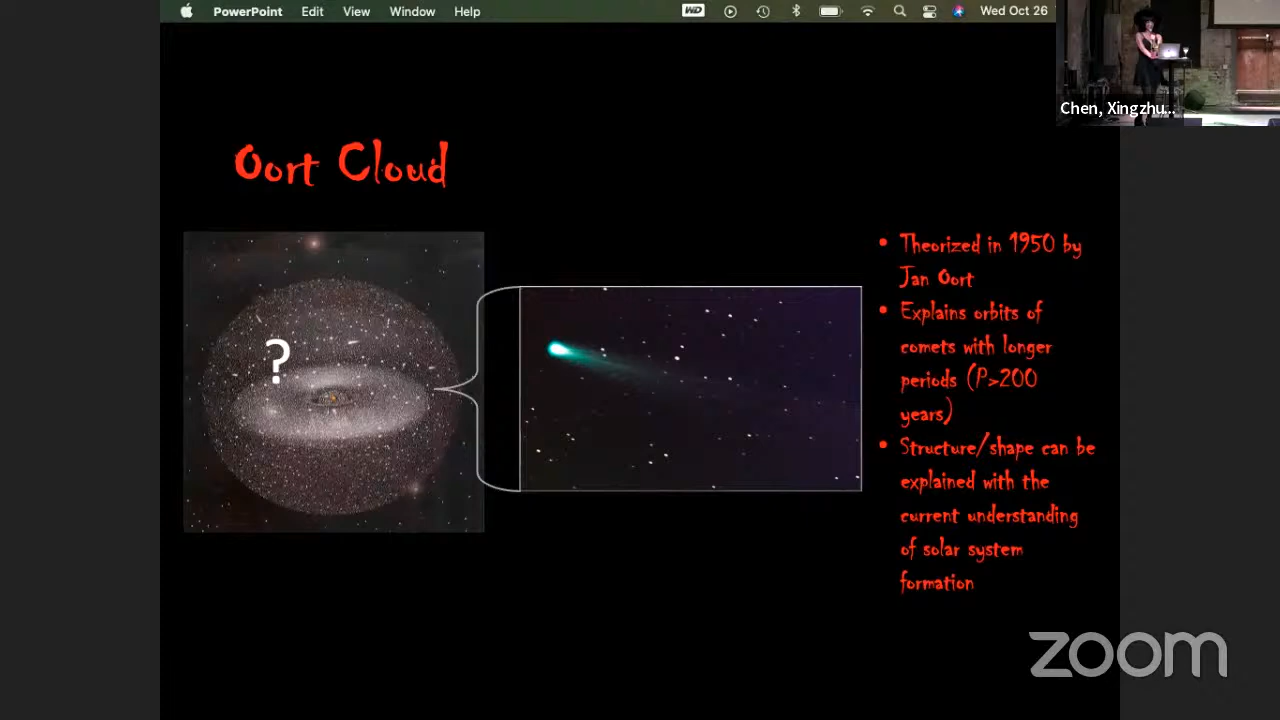 PowerPoint Edit View Window Help WD Wed Oct 26
Chen, Xingzhu...
Oort Cloud
?
• Theorized in 1950 by
Jan Oort
• Explains orbits of
comets with longer
periods (P>200
years)
• Structure/shape can be
explained with the
current understanding
of solar system
formation
zoom